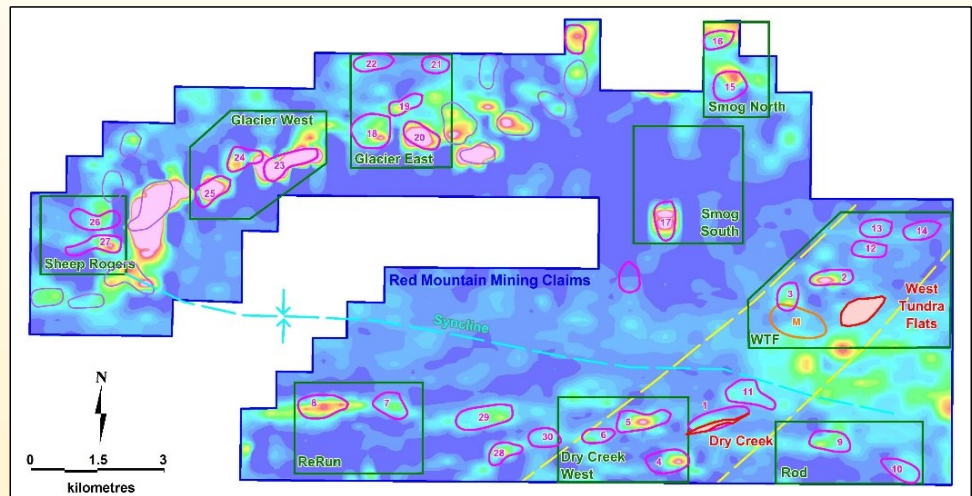 16
15
Smog North
22
21
19
18
20
Glacier East
Glacier West
24
23
25
26
27
Sheep Rogers
17
Smog
South
13
14
12
2
3
M
West
Tundra
Flats
WTF
Red Mountain Mining Claims
Syncline
N
0 1.5 3
kilometres
8
7
ReRun
29
28
30
6
5
4
Dry Creek
West
1
11
Dry Creek
9
10
Rod